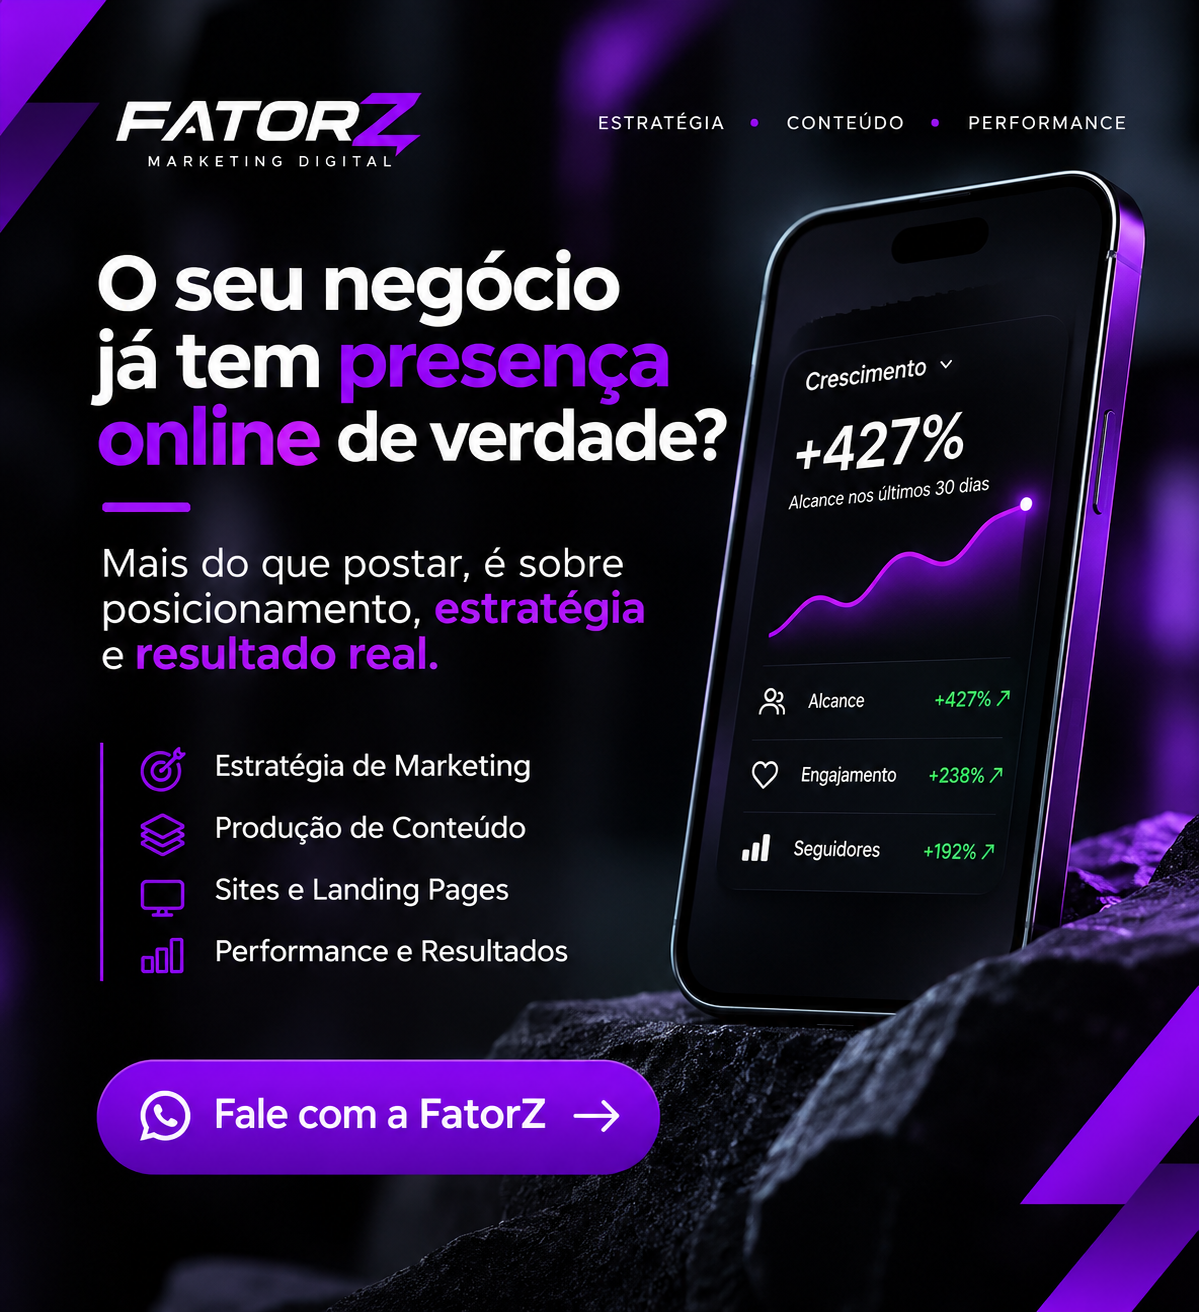 FATORZ
MARKETING DIGITAL
ESTRATÉGIA • CONTEÚDO • PERFORMANCE
O seu negócio
já tem presença
online de verdade?
Mais do que postar, é sobre
posicionamento, estratégia
e resultado real.
Estratégia de Marketing
Produção de Conteúdo
Sites e Landing Pages
Performance e Resultados
Fale com a FatorZ →
Crescimento
+427%
Alcance nos últimos 30 dias
Alcance +427% ↗
Engajamento +238% ↗
Seguidores +192% ↗